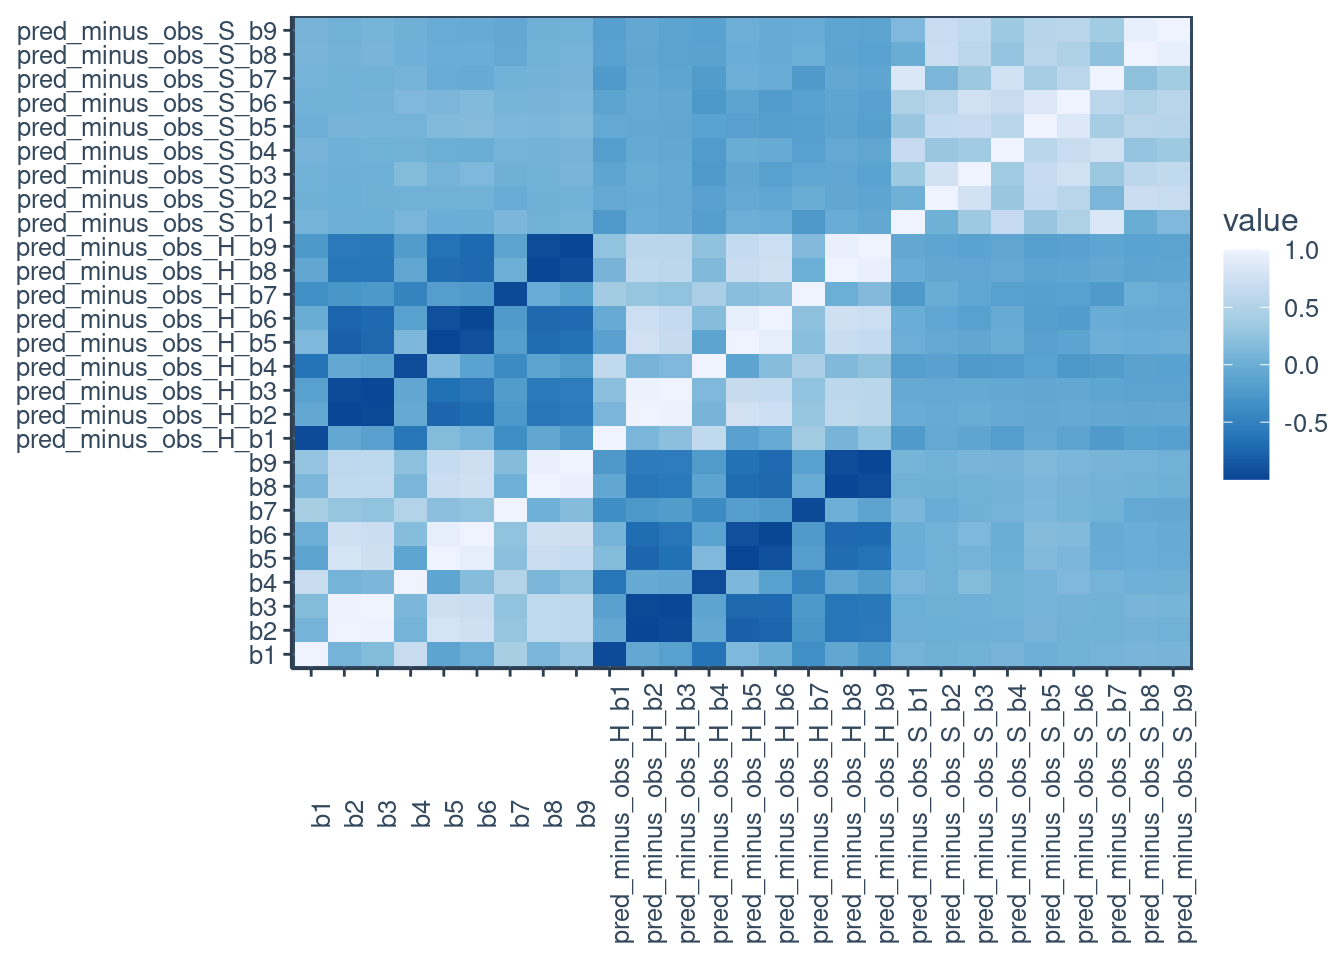 pred_minus_obs_S_b9
pred_minus_obs_S_b8
pred_minus_obs_S_b7
pred_minus_obs_S_b6
pred_minus_obs_S_b5
pred_minus_obs_S_b4
pred_minus_obs_S_b3
pred_minus_obs_S_b2
pred_minus_obs_S_b1
pred_minus_obs_H_b9
pred_minus_obs_H_b8
pred_minus_obs_H_b7
pred_minus_obs_H_b6
pred_minus_obs_H_b5
pred_minus_obs_H_b4
pred_minus_obs_H_b3
pred_minus_obs_H_b2
pred_minus_obs_H_b1
b9
b8
b7
b6
b5
b4
b3
b2
b1
b1
b2
b3
b4
b5
b6
b7
b8
b9
pred_minus_obs_H_b1
pred_minus_obs_H_b2
pred_minus_obs_H_b3
pred_minus_obs_H_b4
pred_minus_obs_H_b5
pred_minus_obs_H_b6
pred_minus_obs_H_b7
pred_minus_obs_H_b8
pred_minus_obs_H_b9
pred_minus_obs_S_b1
pred_minus_obs_S_b2
pred_minus_obs_S_b3
pred_minus_obs_S_b4
pred_minus_obs_S_b5
pred_minus_obs_S_b6
pred_minus_obs_S_b7
pred_minus_obs_S_b8
pred_minus_obs_S_b9
value
1.0
0.5
0.0
-0.5